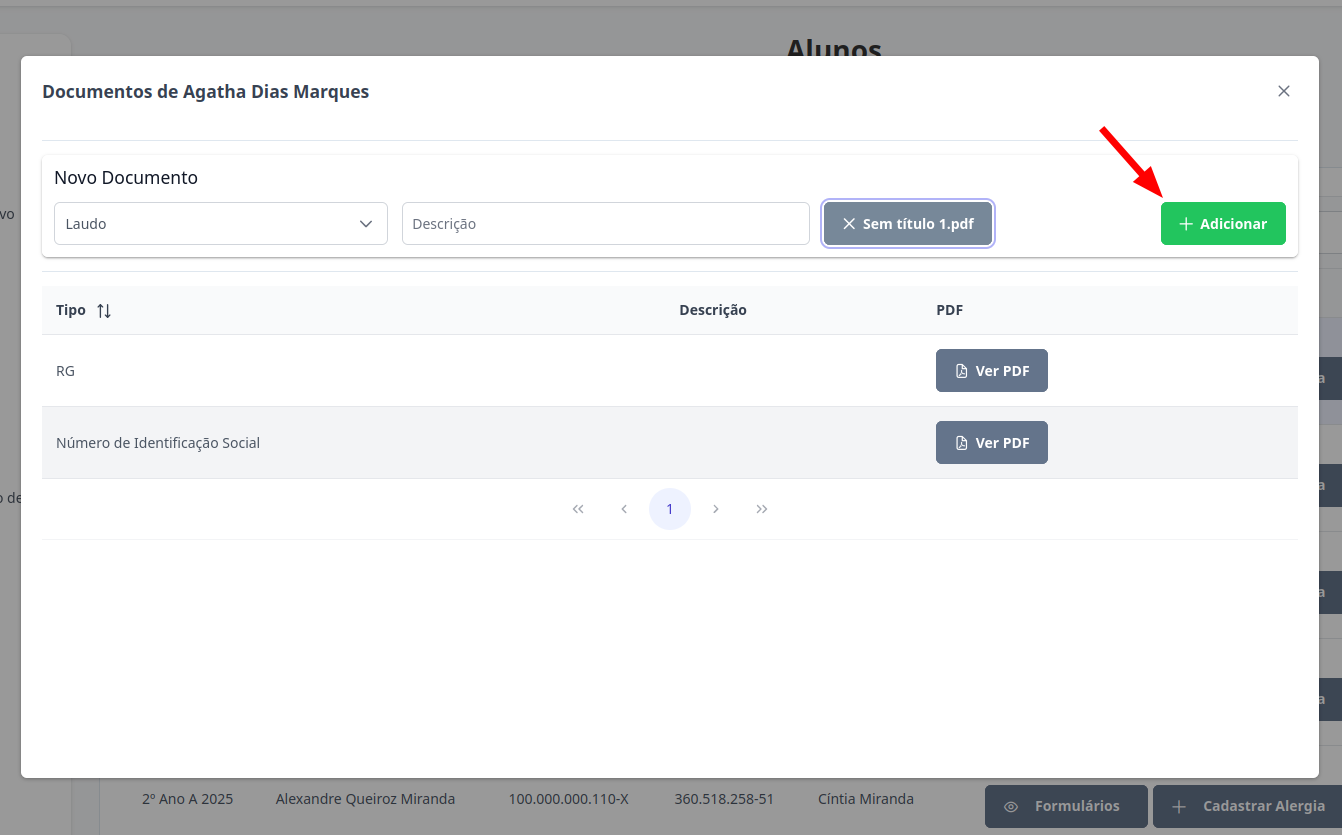 Alunos
Documentos de Agatha Dias Marques
Novo Documento
Laudo
Descrição
Sem título 1.pdf
Adicionar
vo
Tipo
Descrição
PDF
RG
Ver PDF
a
Número de Identificação Social
Ver PDF
a
o de
1
a
a
2º Ano A 2025
Alexandre Queiroz Miranda
100.000.000.110-X
360.518.258-51
Cíntia Miranda
Formulários
Cadastrar Alergia